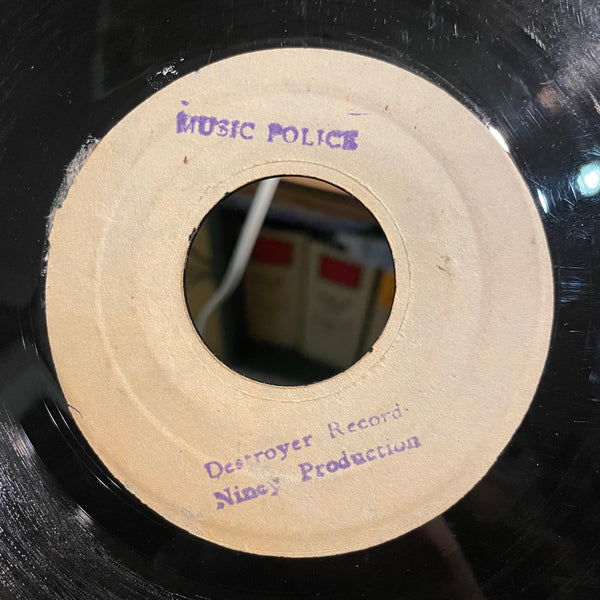 MUSIC POLICE
Destroyer Record.
Niney Production